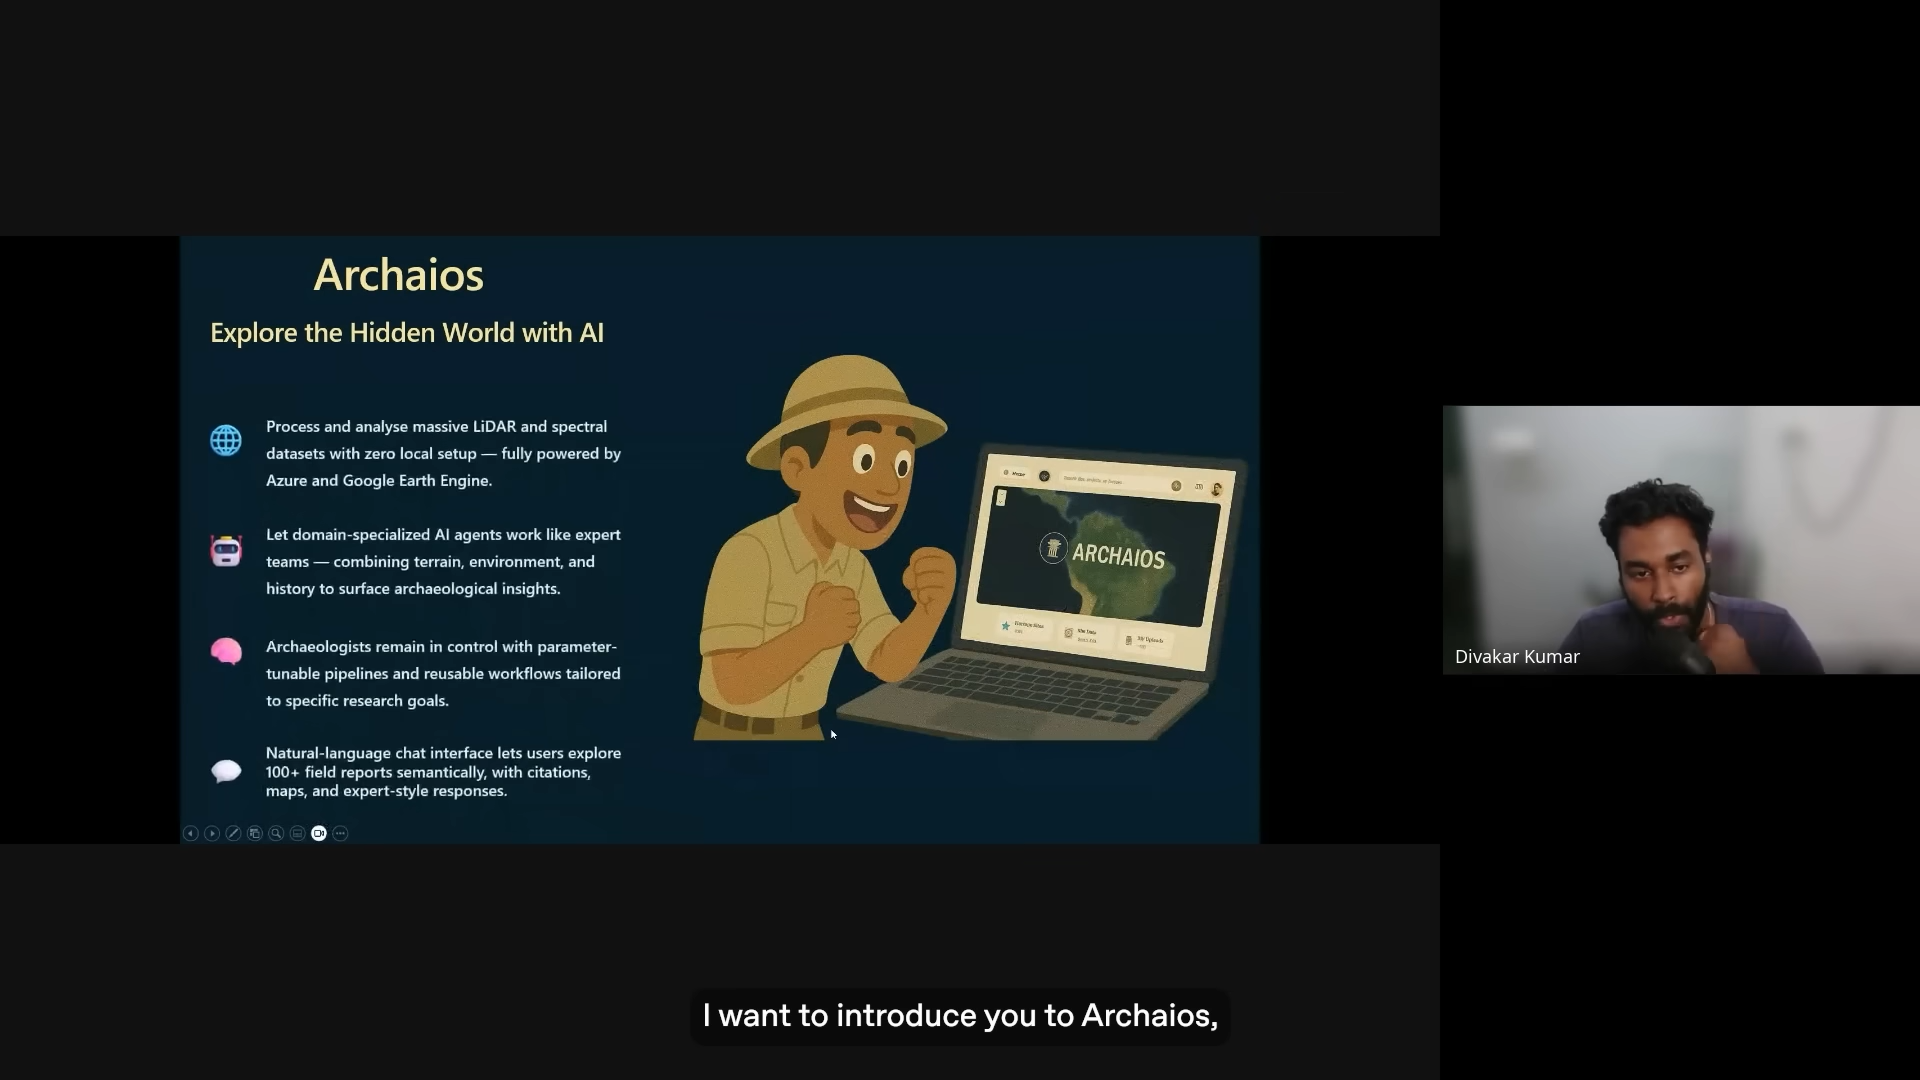 Archaios
Explore the Hidden World with AI
Process and analyse massive LiDAR and spectral
datasets with zero local setup — fully powered by
Azure and Google Earth Engine.
Let domain-specialized AI agents work like expert
teams — combining terrain, environment, and
history to surface archaeological insights.
Archaeologists remain in control with parameter-
tunable pipelines and reusable workflows tailored
to specific research goals.
Natural-language chat interface lets users explore
100+ field reports semantically, with citations,
maps, and expert-style responses.
ARCHAIOS
Divakar Kumar
I want to introduce you to Archaios,